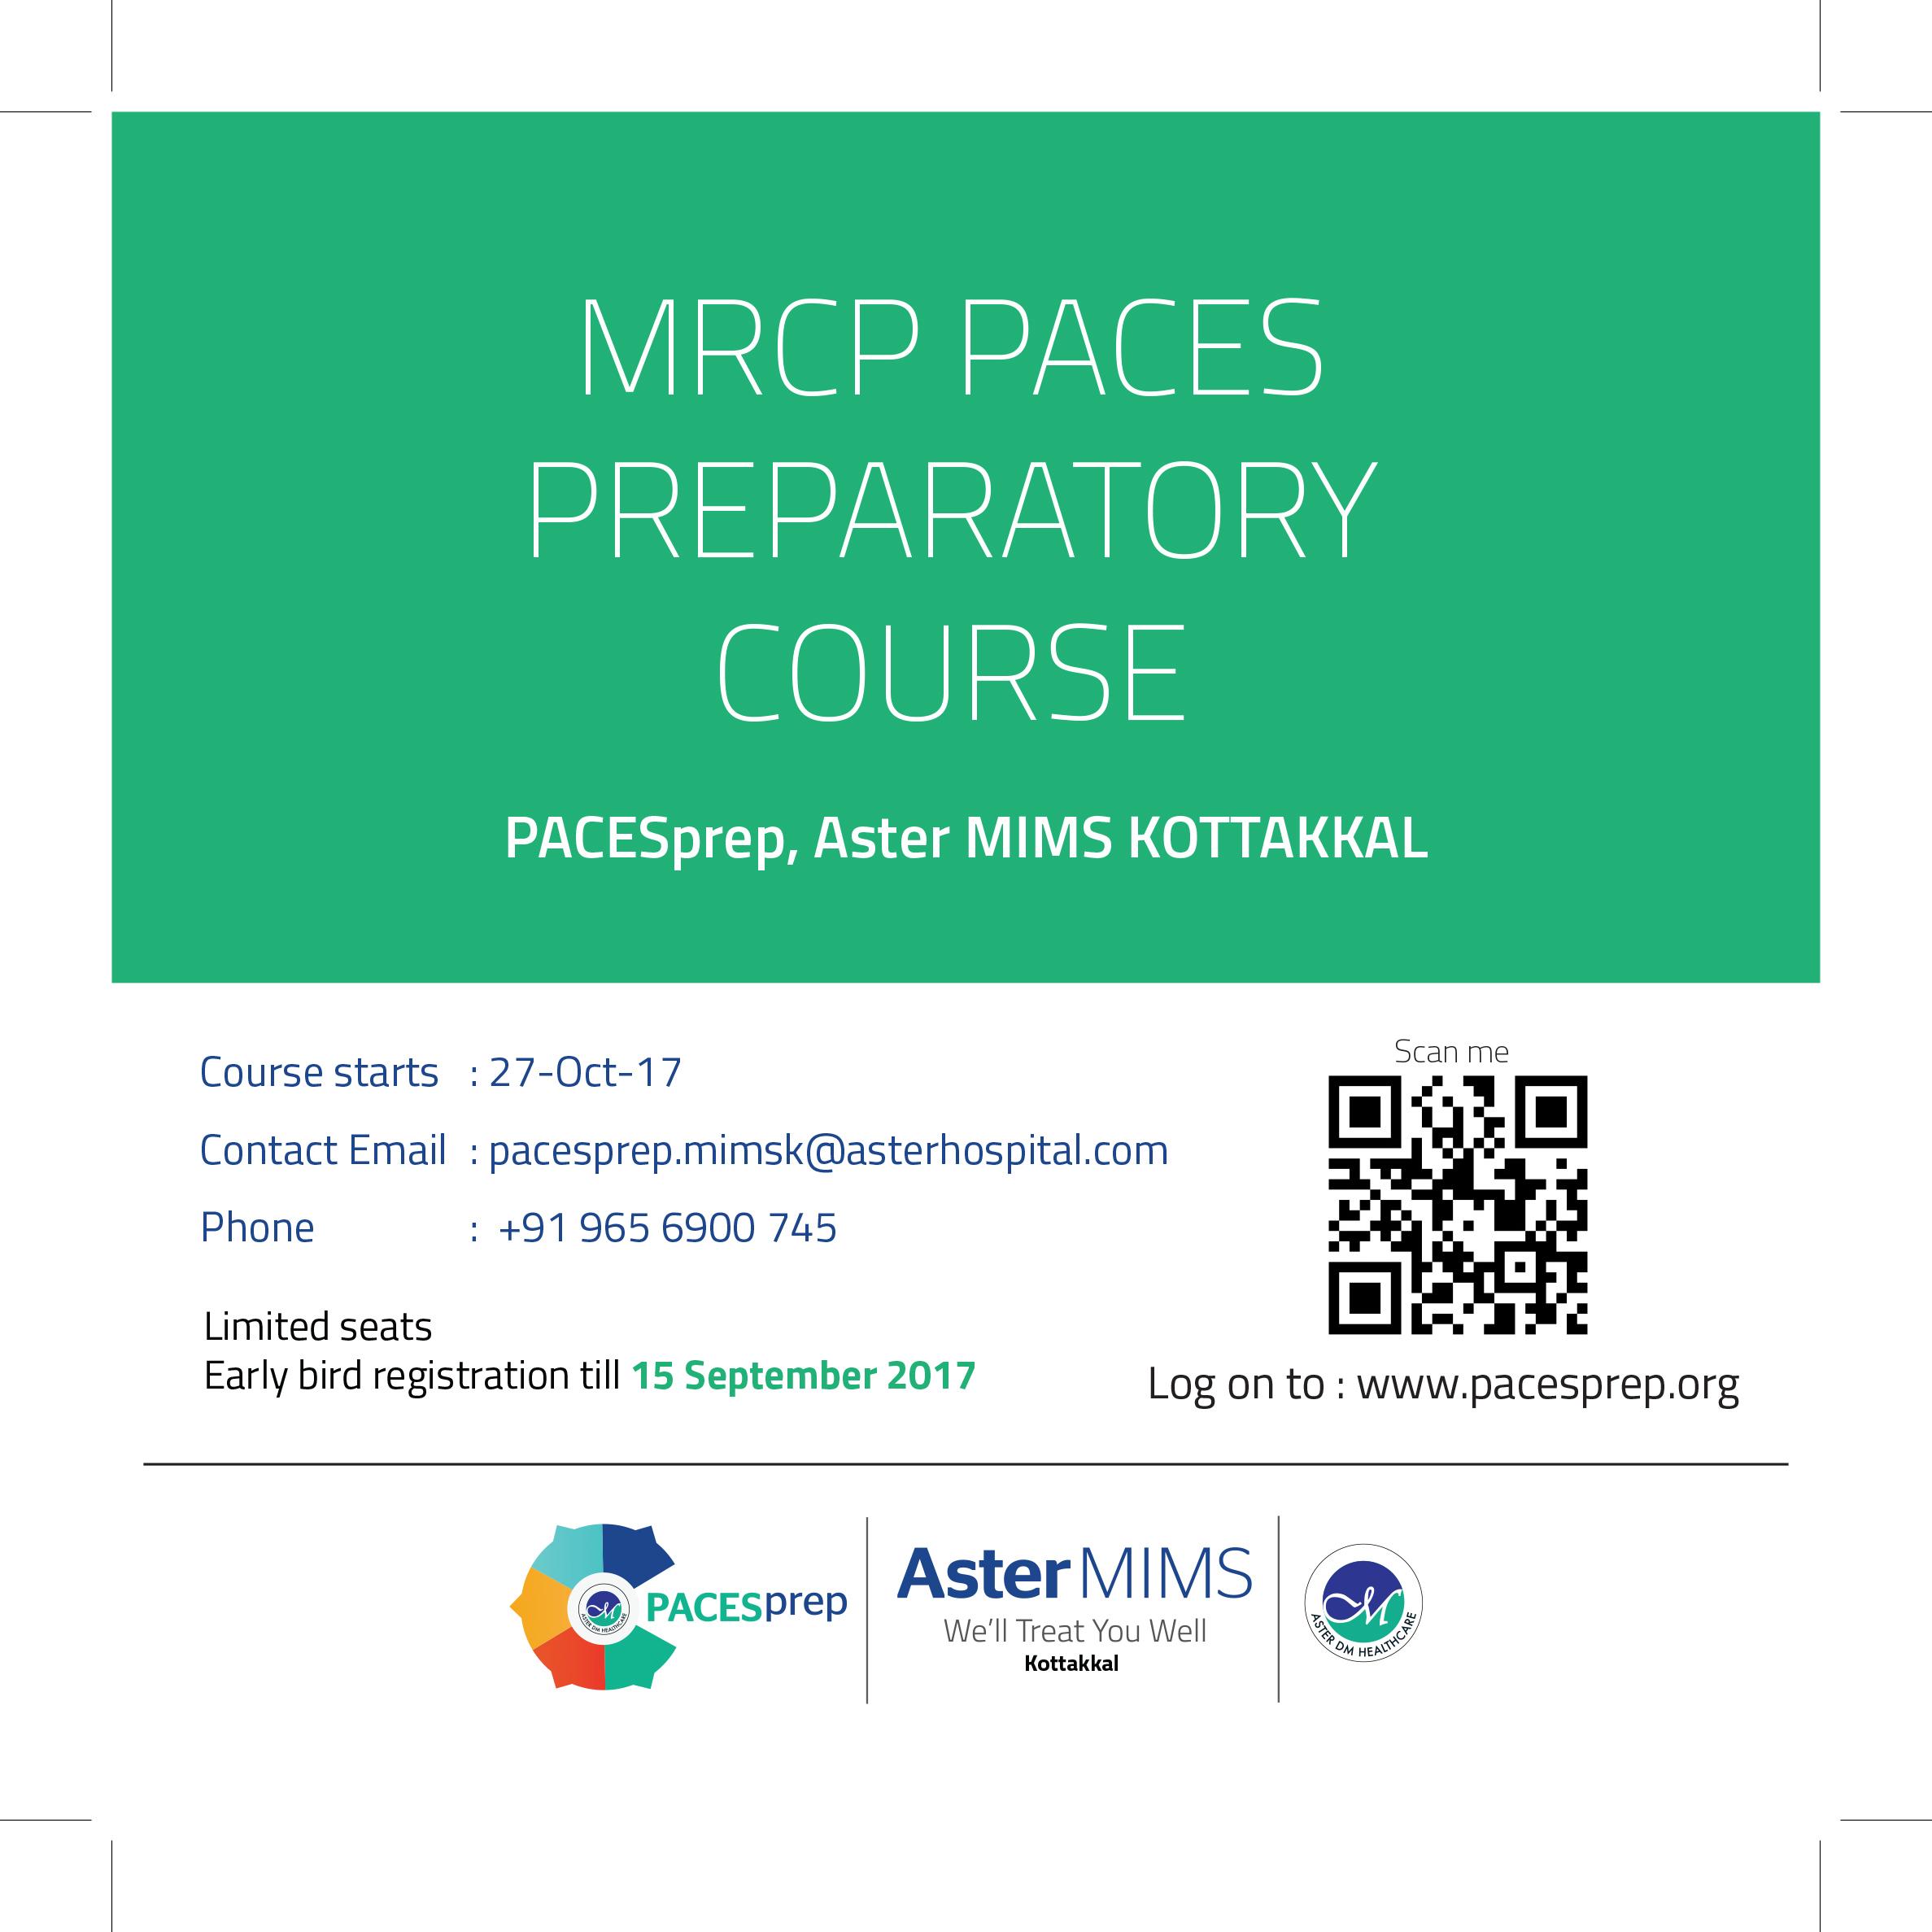 MRCP PACES
PREPARATORY
COURSE
PACESprep, Aster MIMS KOTTAKKAL
Course starts : 27-Oct-17
Contact Email : pacesprep.mimsk@asterhospital.com
Phone : +91 965 6900 745
Limited seats
Early bird registration till 15 September 2017
Scan me
Log on to : www.pacesprep.org
ASTER DM HEALTHCARE
PACESprep
AsterMIMS
We'll Treat You Well
Kottakkal
ASTER DM HEALTHCARE